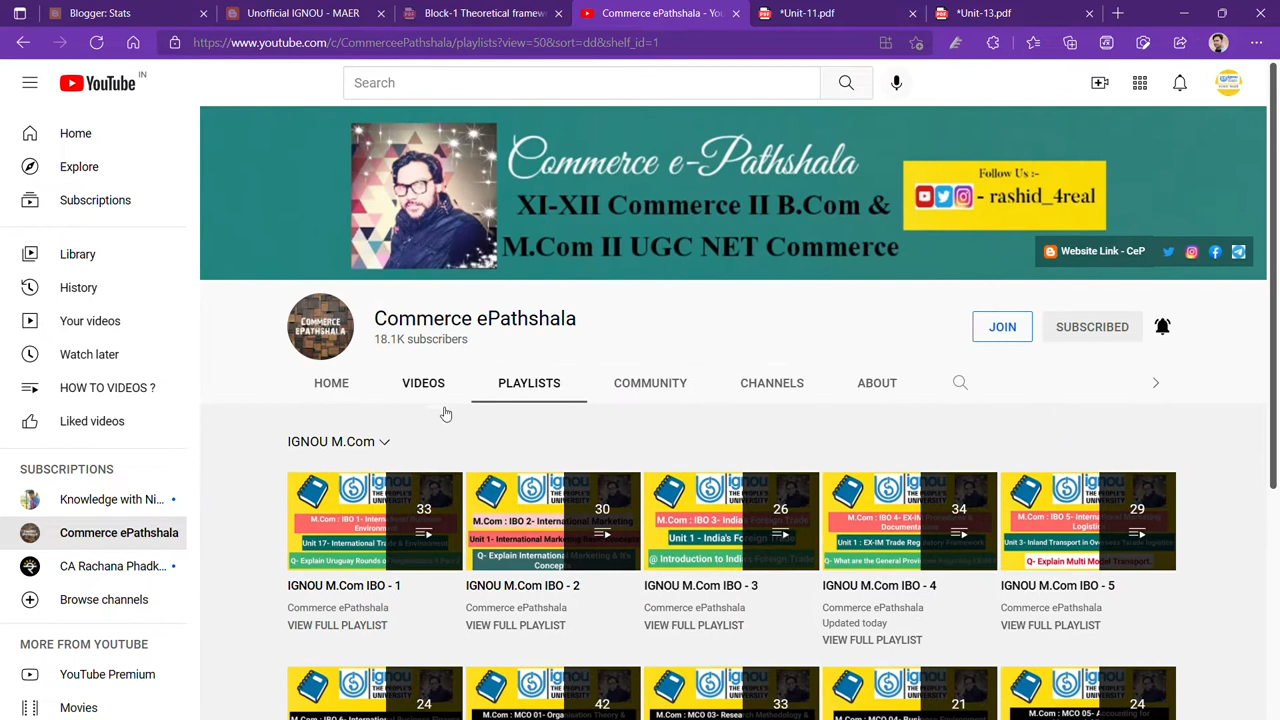 Blogger: Stats
Unofficial IGNOU - MAER
Block-1 Theoretical framew
Commerce ePathshala - You
*Unit-11.pdf
*Unit-13.pdf
https://www.youtube.com/c/CommerceePathshala/playlists?view=50&sort=dd&shelf_id=1
YouTube IN
Search
Home
Explore
Subscriptions
Library
History
Your videos
Watch later
HOW TO VIDEOS ?
Liked videos
SUBSCRIPTIONS
Knowledge with Ni...
Commerce ePathshala
CA Rachana Phadk...
Browse channels
MORE FROM YOUTUBE
YouTube Premium
Movies
Commerce e-Pathshala
XI-XII Commerce II B.Com &
M.Com II UGC NET Commerce
Follow Us :-
- rashid_4real
Website Link - CeP
COMMERCE
EPATHSHALA
Commerce ePathshala
18.1K subscribers
JOIN
SUBSCRIBED
HOME
VIDEOS
PLAYLISTS
COMMUNITY
CHANNELS
ABOUT
IGNOU M.Com
33
30
26
34
29
IGNOU M.Com IBO - 1
Commerce ePathshala
VIEW FULL PLAYLIST
IGNOU M.Com IBO - 2
Commerce ePathshala
VIEW FULL PLAYLIST
IGNOU M.Com IBO - 3
Commerce ePathshala
VIEW FULL PLAYLIST
IGNOU M.Com IBO - 4
Commerce ePathshala
Updated today
VIEW FULL PLAYLIST
IGNOU M.Com IBO - 5
Commerce ePathshala
VIEW FULL PLAYLIST
24
42
33
21
24